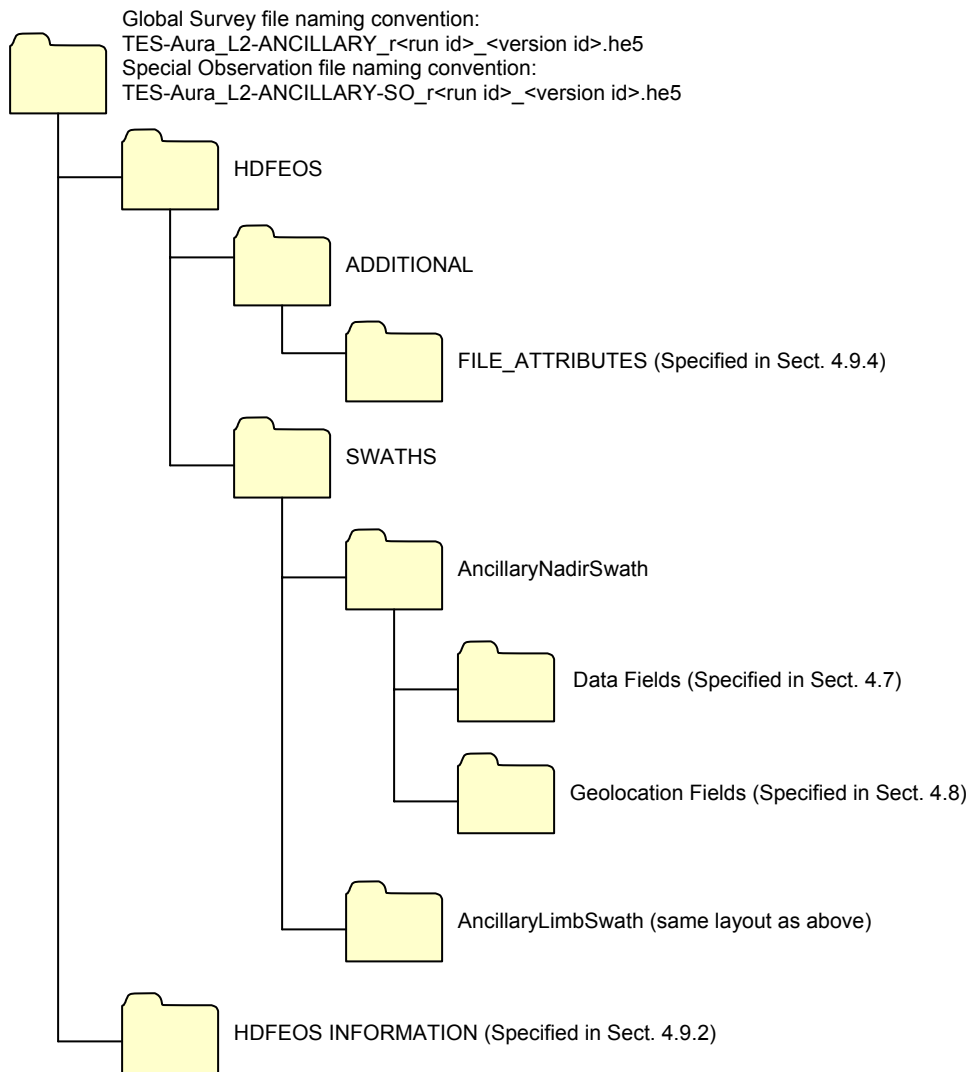 Global Survey file naming convention:
TES-Aura_L2-ANCILLARY_r<run id>_<version id>.he5
Special Observation file naming convention:
TES-Aura_L2-ANCILLARY-SO_r<run id>_<version id>.he5
HDFEOS
ADDITIONAL
FILE_ATTRIBUTES (Specified in Sect. 4.9.4)
SWATHS
AncillaryNadirSwath
Data Fields (Specified in Sect. 4.7)
Geolocation Fields (Specified in Sect. 4.8)
AncillaryLimbSwath (same layout as above)
HDFEOS INFORMATION (Specified in Sect. 4.9.2)